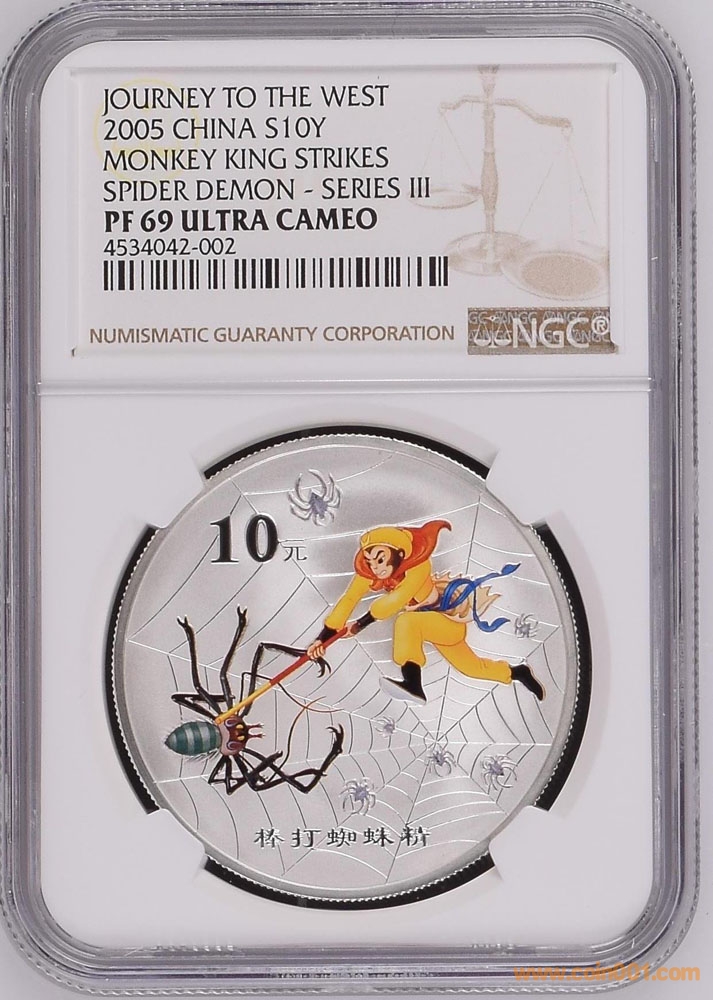 JOURNEY TO THE WEST
2005 CHINA S10Y
MONKEY KING STRIKES
SPIDER DEMON - SERIES III
PF 69 ULTRA CAMEO
4534042-002
NUMISMATIC GUARANTY CORPORATION
NGC®
10元
棒打蜘蛛精
www.coin001.com